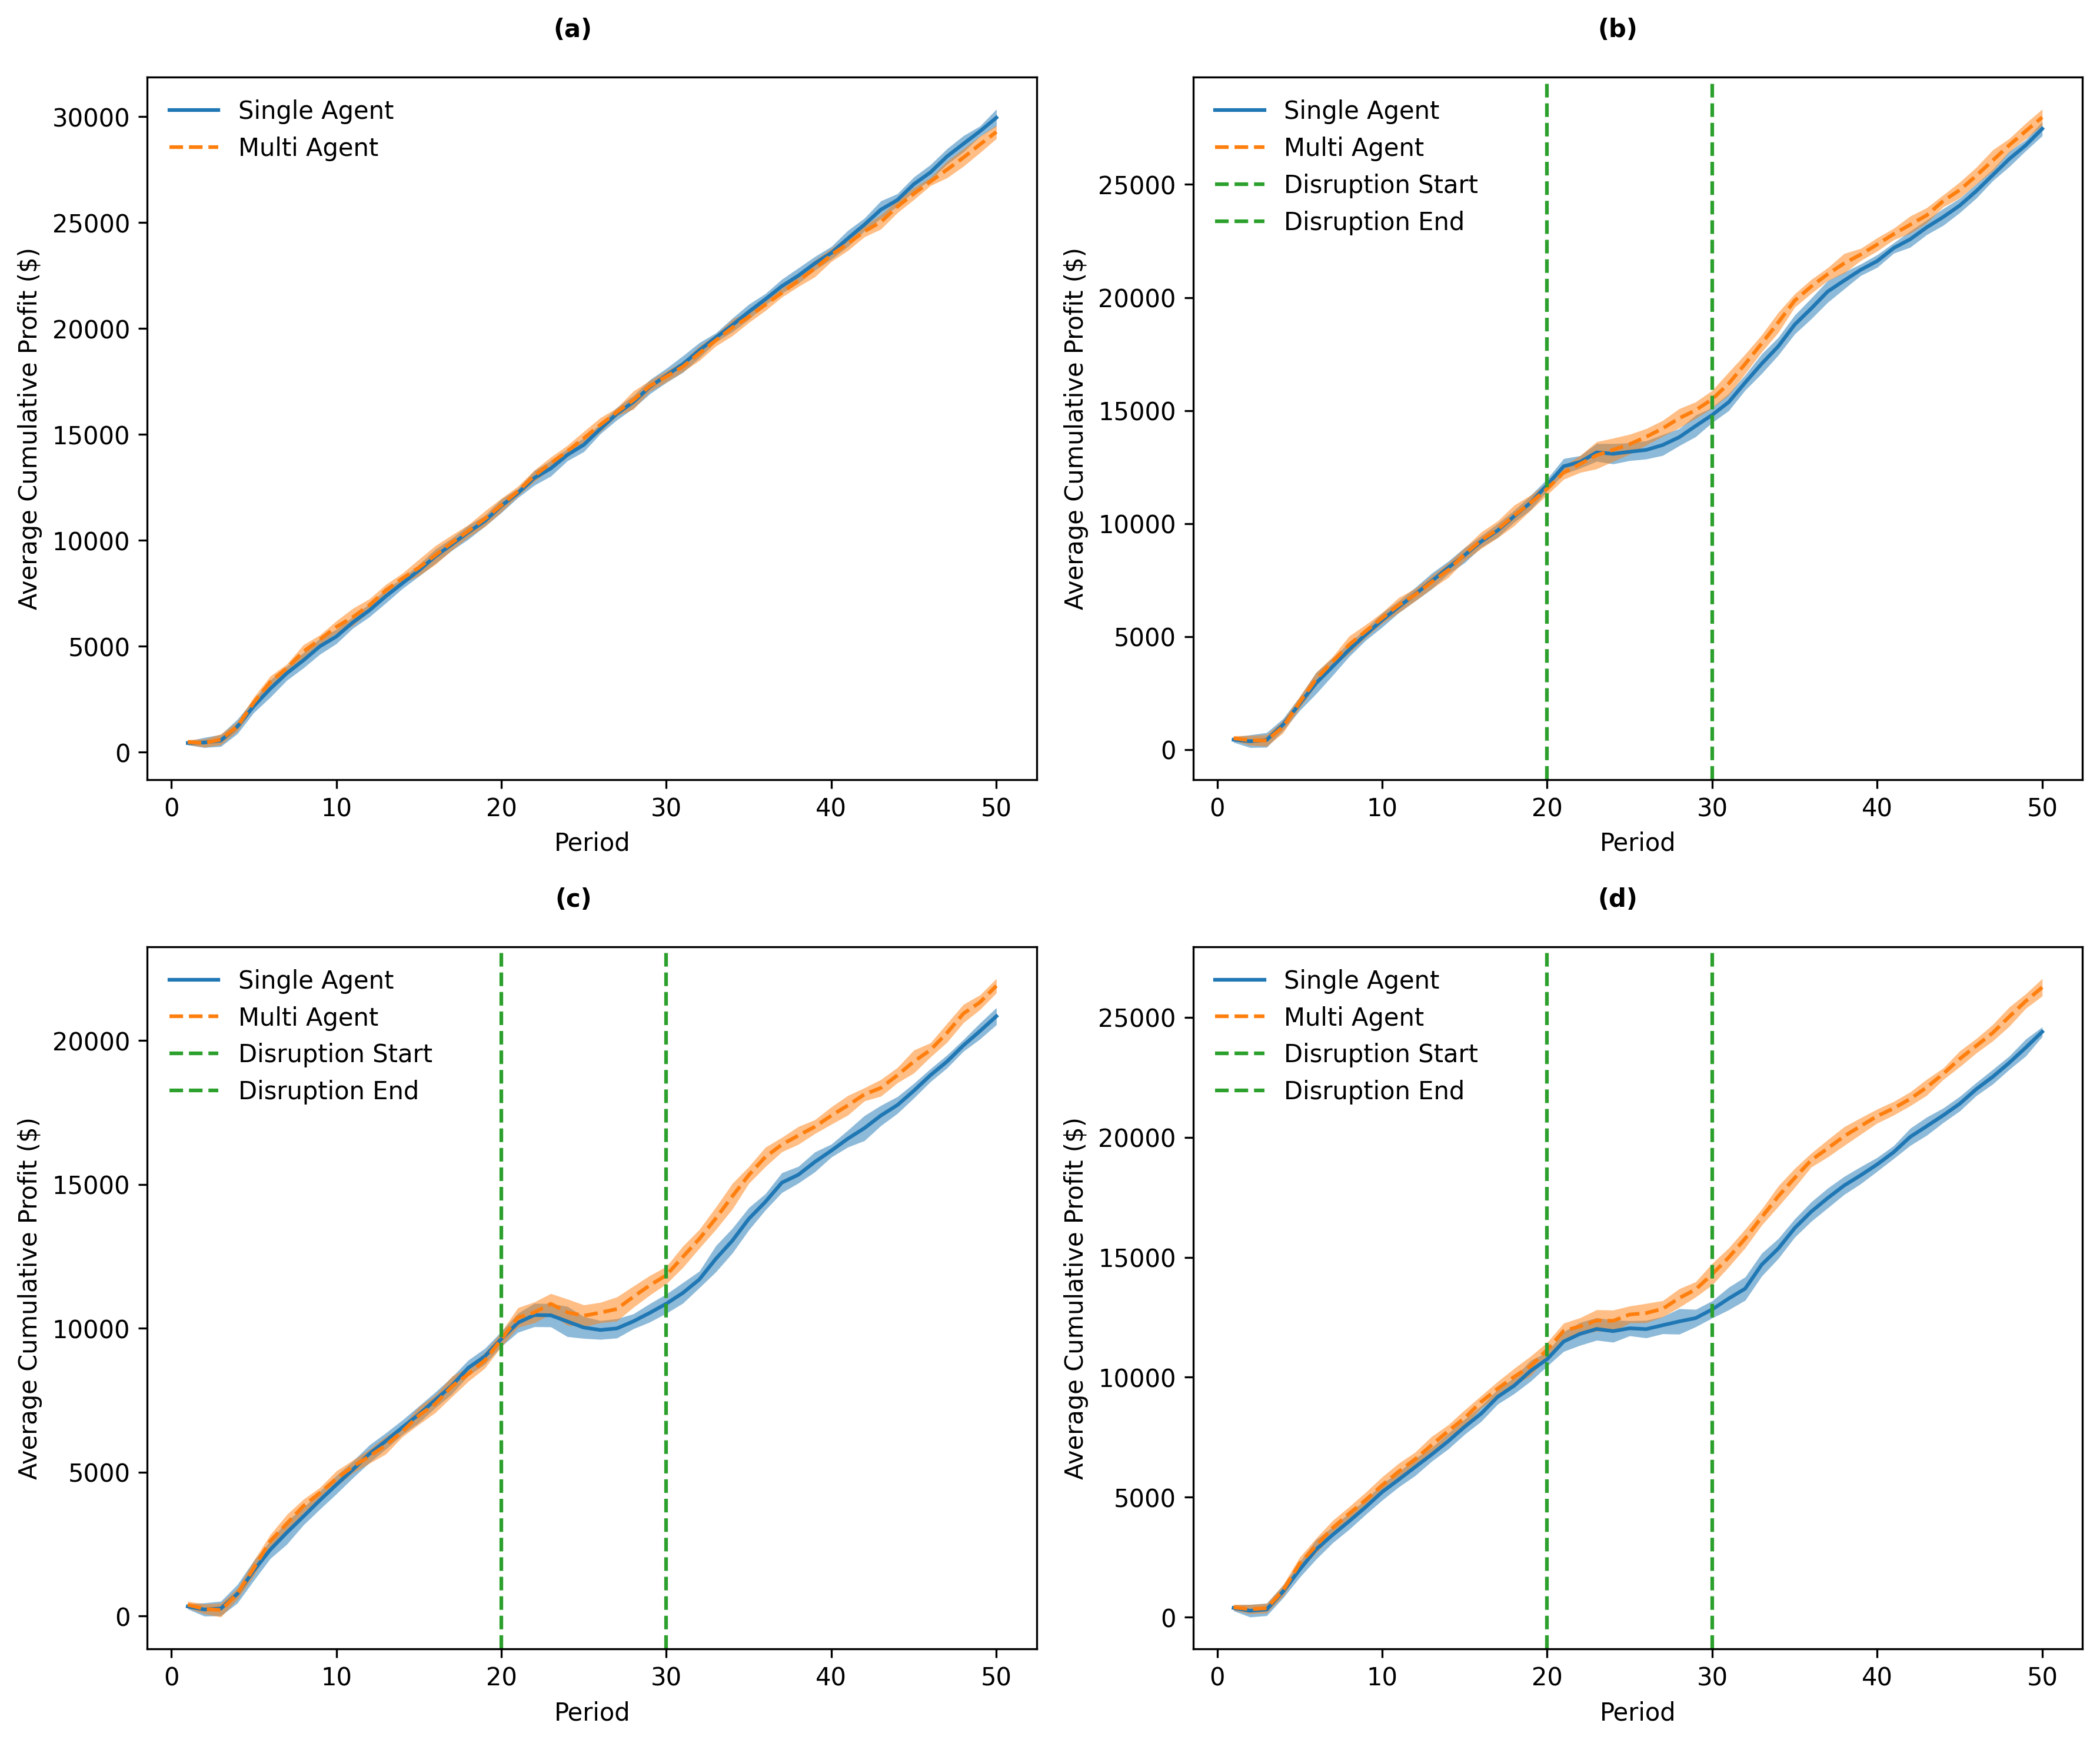 (a)
Single Agent
Multi Agent
30000
25000
20000
15000
10000
5000
0
Average Cumulative Profit ($)
0 10 20 30 40 50
Period
(b)
Single Agent
Multi Agent
Disruption Start
Disruption End
25000
20000
15000
10000
5000
0
Average Cumulative Profit ($)
0 10 20 30 40 50
Period
(c)
Single Agent
Multi Agent
Disruption Start
Disruption End
20000
15000
10000
5000
0
Average Cumulative Profit ($)
0 10 20 30 40 50
Period
(d)
Single Agent
Multi Agent
Disruption Start
Disruption End
25000
20000
15000
10000
5000
0
Average Cumulative Profit ($)
0 10 20 30 40 50
Period